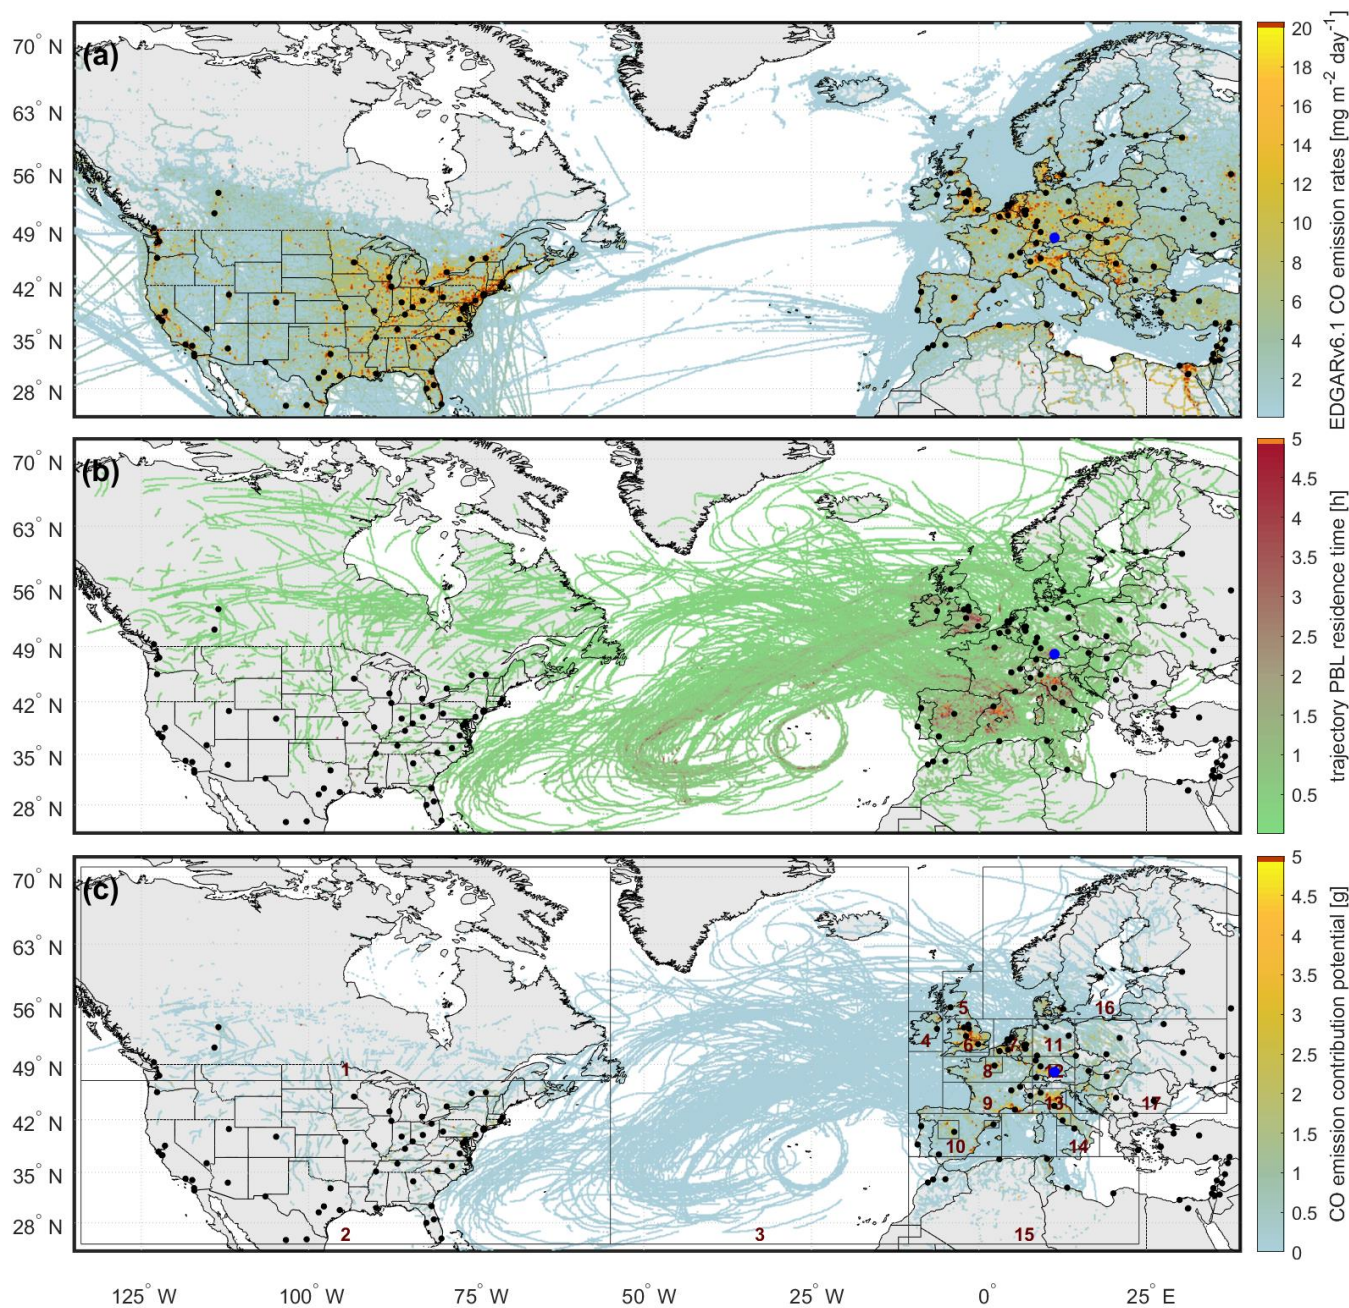 (a)
70° N
63° N
56° N
49° N
42° N
35° N
28° N
20
18
16
14
12
10
8
6
4
2
EDGARv6.1 CO emission rates [mg m⁻² day⁻¹]
(b)
70° N
63° N
56° N
49° N
42° N
35° N
28° N
5
4.5
4
3.5
3
2.5
2
1.5
1
0.5
trajectory PBL residence time [h]
(c)
70° N
63° N
56° N
49° N
42° N
35° N
28° N
1
2
3
4
5
6
8
9
10
11
12
13
14
15
16
17
5
4.5
4
3.5
3
2.5
2
1.5
1
0.5
0
CO emission contribution potential [g]
125° W
100° W
75° W
50° W
25° W
0°
25° E